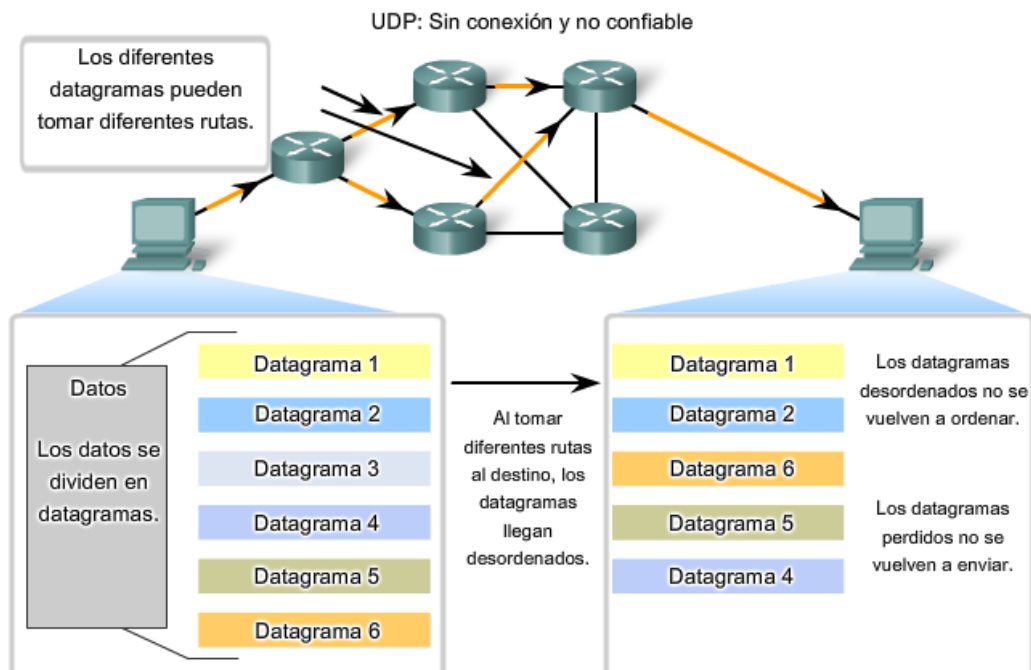 UDP: Sin conexión y no confiable
Los diferentes
datagramas pueden
tomar diferentes rutas.
Datos
Los datos se
dividen en
datagramas.
Datagrama 1
Datagrama 2
Datagrama 3
Datagrama 4
Datagrama 5
Datagrama 6
Al tomar
diferentes rutas
al destino, los
datagramas
llegan
desordenados.
Datagrama 1
Datagrama 2
Datagrama 6
Datagrama 5
Datagrama 4
Los datagramas
desordenados no se
vuelven a ordenar.
Los datagramas
perdidos no se
vuelven a enviar.